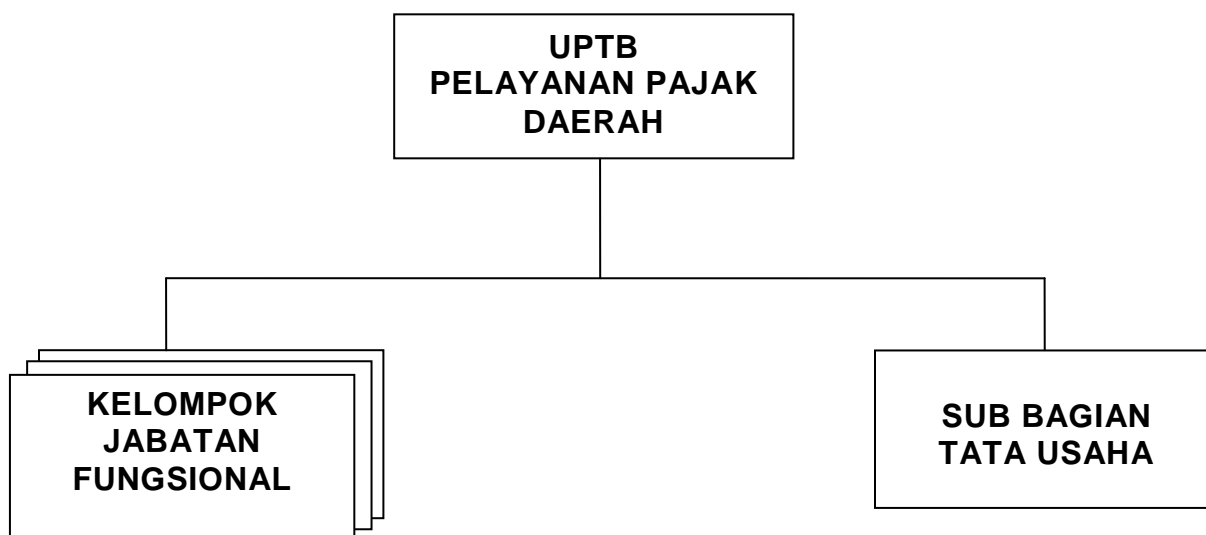 UPTB
PELAYANAN PAJAK
DAERAH
KELOMPOK
JABATAN
FUNGSIONAL
SUB BAGIAN
TATA USAHA